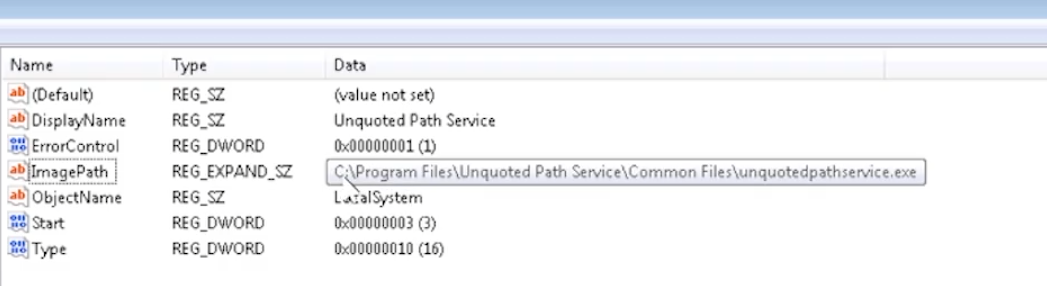 Name Type Data
(Default) REG_SZ (value not set)
DisplayName REG_SZ Unquoted Path Service
ErrorControl REG_DWORD 0x00000001 (1)
ImagePath REG_EXPAND_SZ C:\Program Files\Unquoted Path Service\Common Files\unquotedpathservice.exe
ObjectName REG_SZ LocalSystem
Start REG_DWORD 0x00000003 (3)
Type REG_DWORD 0x00000010 (16)